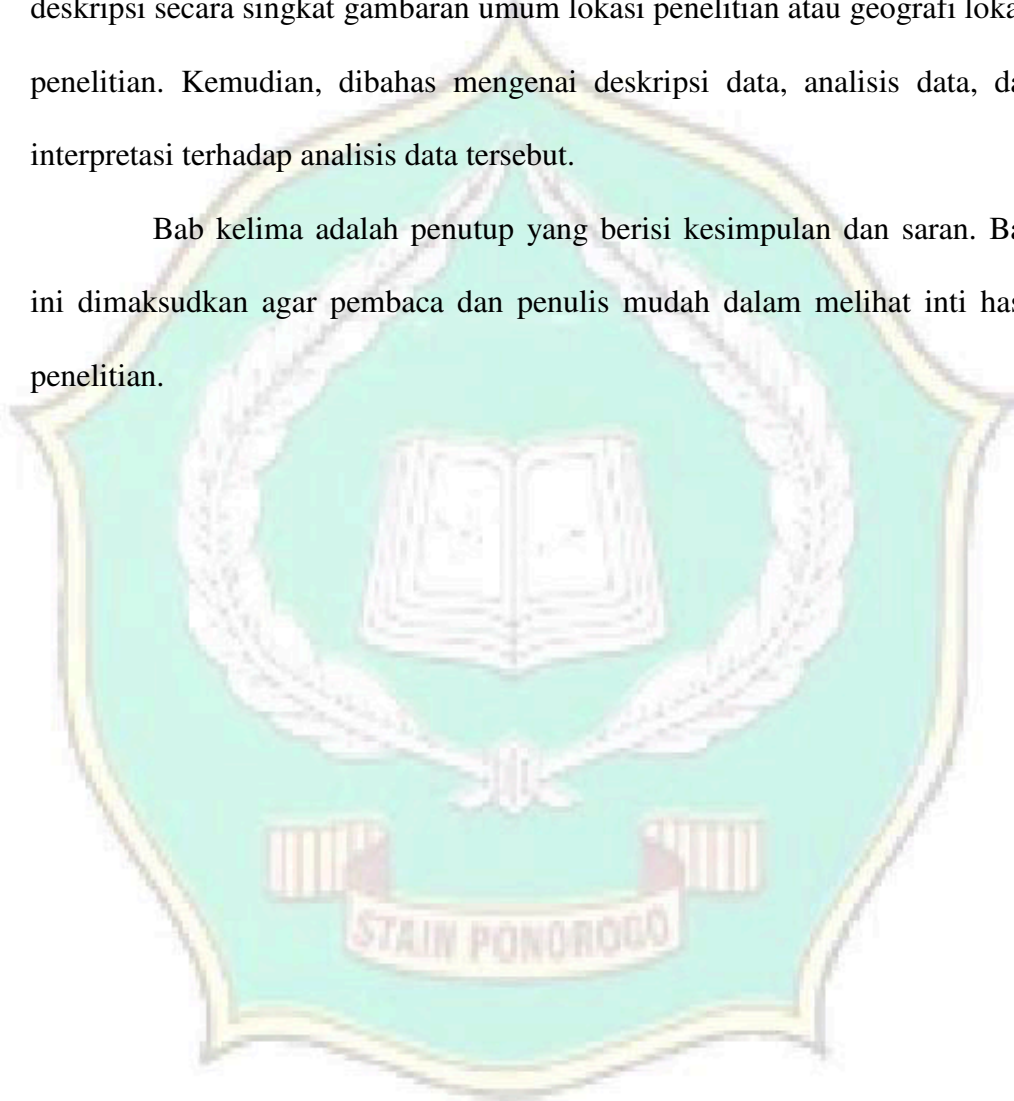 deskripsi secara singkat gambaran umum lokasi penelitian atau geografi loka
penelitian. Kemudian, dibahas mengenai deskripsi data, analisis data, da
interpretasi terhadap analisis data tersebut.
Bab kelima adalah penutup yang berisi kesimpulan dan saran. Ba
ini dimaksudkan agar pembaca dan penulis mudah dalam melihat inti has
penelitian.
STAIN PONOROGO